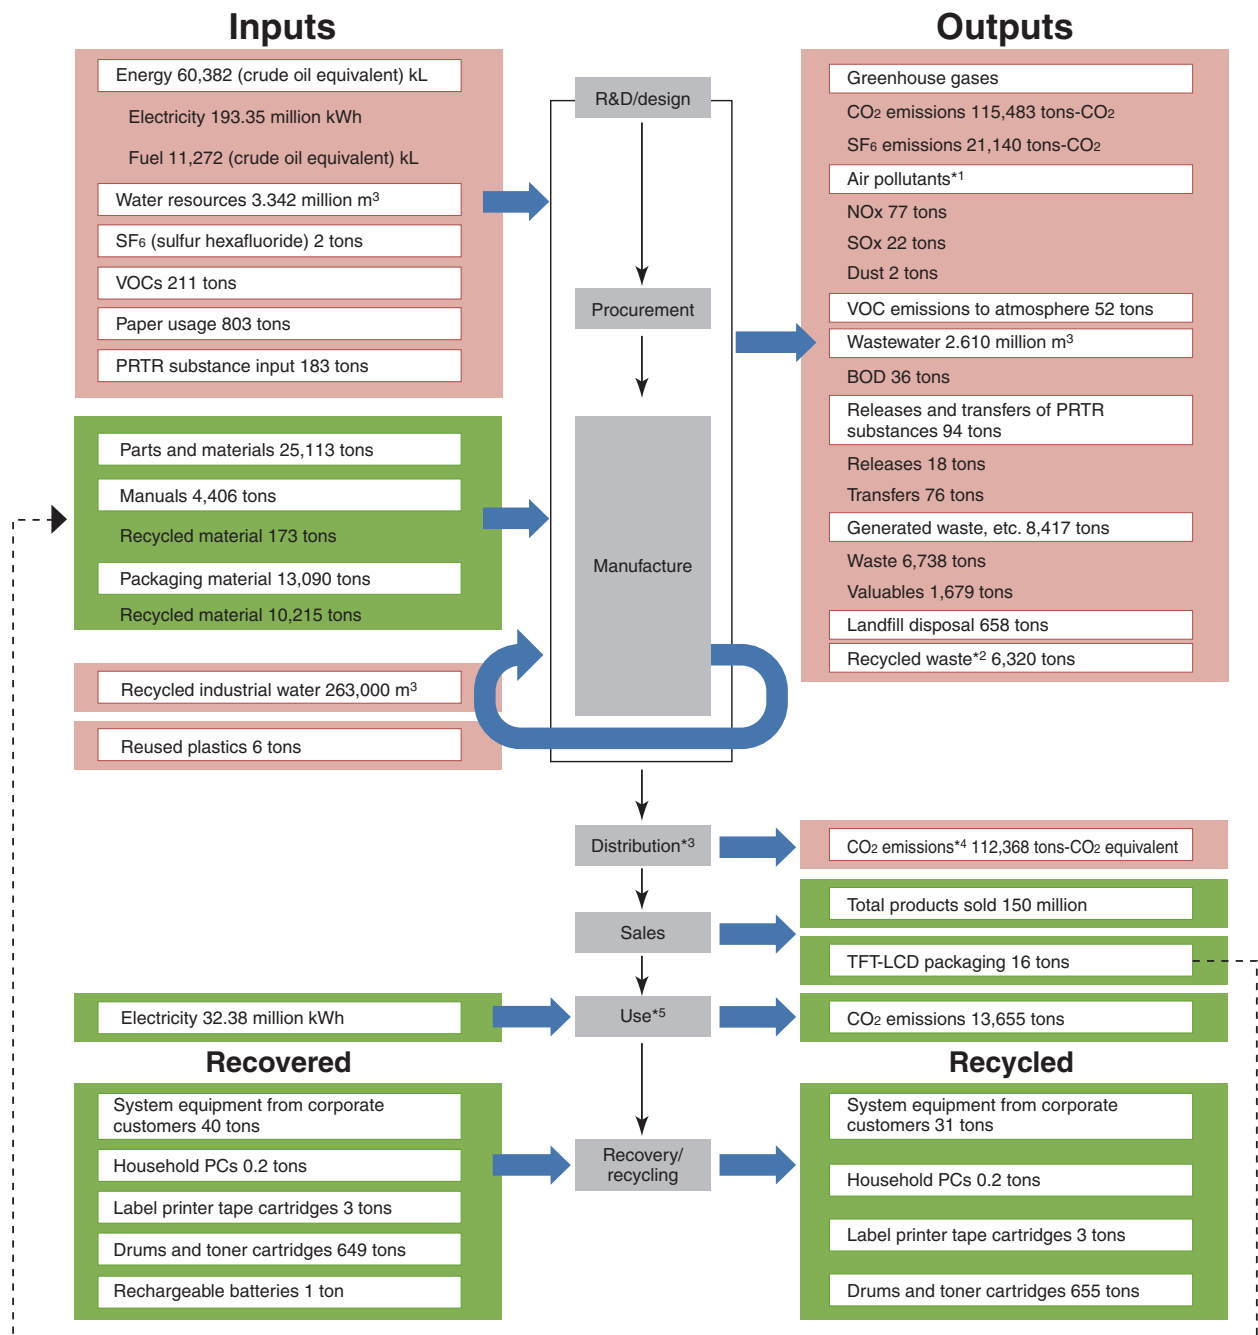 Inputs
Energy 60,382 (crude oil equivalent) kL
Electricity 193.35 million kWh
Fuel 11,272 (crude oil equivalent) kL
Water resources 3.342 million m³
SF₆ (sulfur hexafluoride) 2 tons
VOCs 211 tons
Paper usage 803 tons
PRTR substance input 183 tons
Parts and materials 25,113 tons
Manuals 4,406 tons
Recycled material 173 tons
Packaging material 13,090 tons
Recycled material 10,215 tons
Recycled industrial water 263,000 m³
Reused plastics 6 tons
R&D/design
Procurement
Manufacture
Outputs
Greenhouse gases
CO₂ emissions 115,483 tons-CO₂
SF₆ emissions 21,140 tons-CO₂
Air pollutants*1
NOx 77 tons
SOx 22 tons
Dust 2 tons
VOC emissions to atmosphere 52 tons
Wastewater 2.610 million m³
BOD 36 tons
Releases and transfers of PRTR
substances 94 tons
Releases 18 tons
Transfers 76 tons
Generated waste, etc. 8,417 tons
Waste 6,738 tons
Valuables 1,679 tons
Landfill disposal 658 tons
Recycled waste*2 6,320 tons
Distribution*3
CO₂ emissions*4 112,368 tons-CO₂ equivalent
Sales
Total products sold 150 million
TFT-LCD packaging 16 tons
Electricity 32.38 million kWh
Use*5
CO₂ emissions 13,655 tons
Recovered
System equipment from corporate
customers 40 tons
Household PCs 0.2 tons
Label printer tape cartridges 3 tons
Drums and toner cartridges 649 tons
Rechargeable batteries 1 ton
Recovery/
recycling
Recycled
System equipment from corporate
customers 31 tons
Household PCs 0.2 tons
Label printer tape cartridges 3 tons
Drums and toner cartridges 655 tons